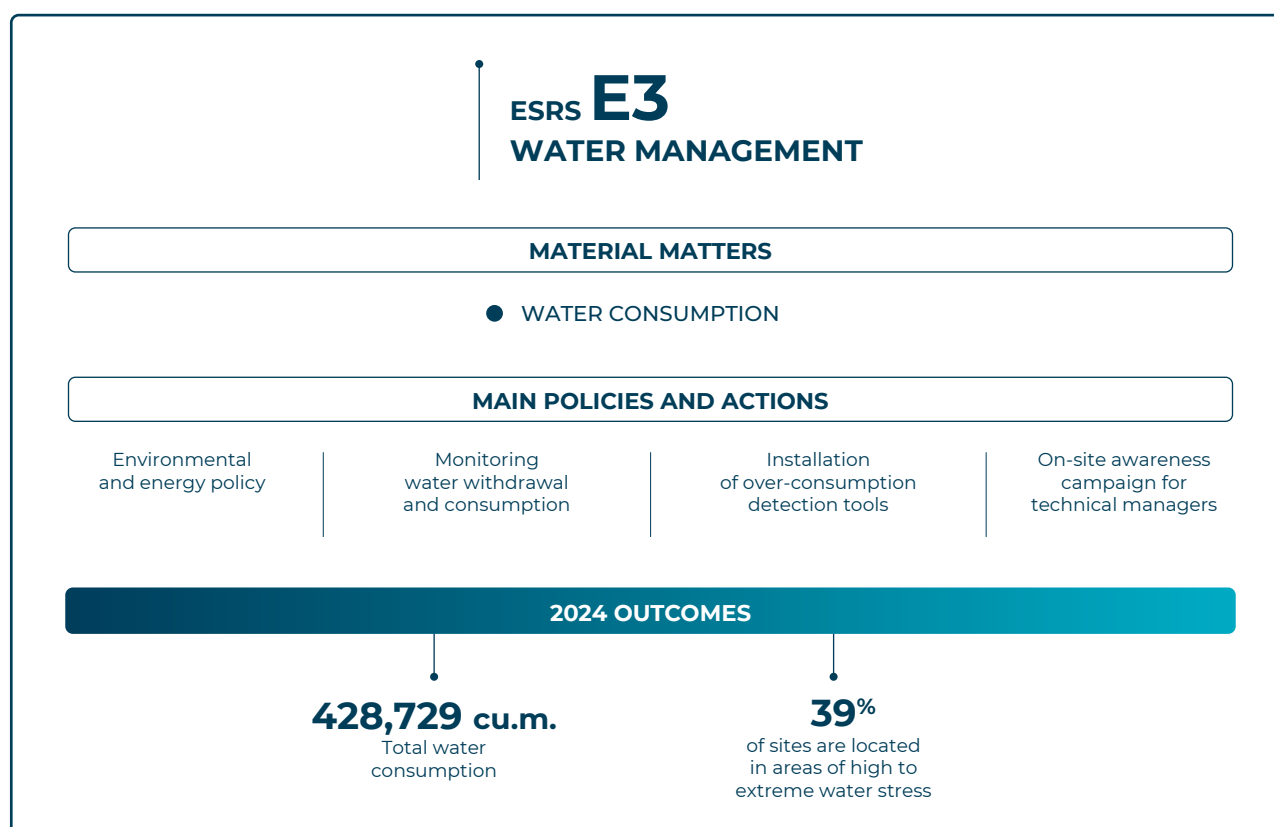 ESRS E3
WATER MANAGEMENT
MATERIAL MATTERS
WATER CONSUMPTION
MAIN POLICIES AND ACTIONS
Environmental
and energy policy
Monitoring
water withdrawal
and consumption
Installation
of over-consumption
detection tools
On-site awareness
campaign for
technical managers
2024 OUTCOMES
428,729 cu.m.
Total water
consumption
39%
of sites are located
in areas of high to
extreme water stress